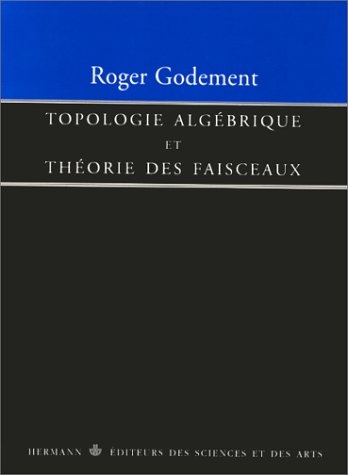 Roger Godement
TOPOLOGIE ALGÉBRIQUE
ET
THÉORIE DES FAISCEAUX
HERMANN ÉDITEURS DES SCIENCES ET DES ARTS